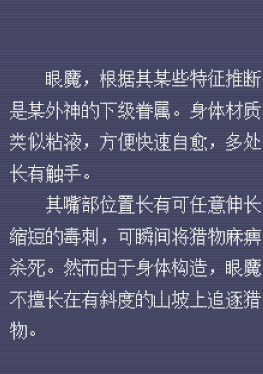 眼魔，根据其某些特征推断
是某外神的下级眷属。身体材质
类似粘液，方便快速自愈，多处
长有触手。
其嘴部位置长有可任意伸长
缩短的毒刺，可瞬间将猎物麻痹
杀死。然而由于身体构造，眼魔
不擅长在有斜度的山坡上追逐猎
物。